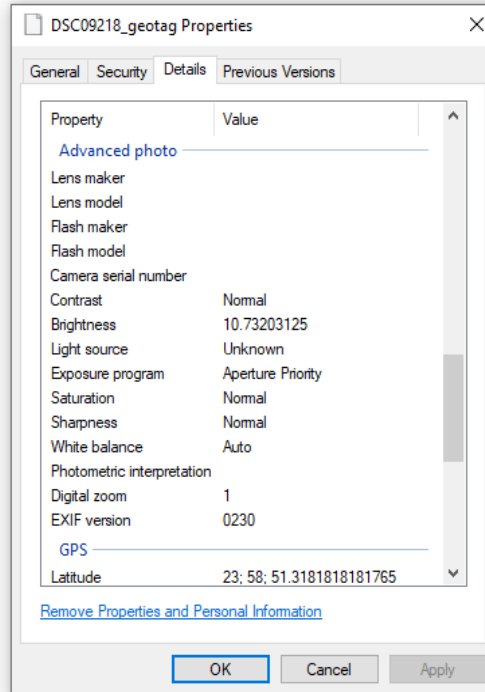 DSC09218_geotag Properties
General Security Details Previous Versions
Property Value
Advanced photo
Lens maker
Lens model
Flash maker
Flash model
Camera serial number
Contrast Normal
Brightness 10.73203125
Light source Unknown
Exposure program Aperture Priority
Saturation Normal
Sharpness Normal
White balance Auto
Photometric interpretation
Digital zoom 1
EXIF version 0230
GPS
Latitude 23; 58; 51.3181818181765
Remove Properties and Personal Information
OK Cancel Apply